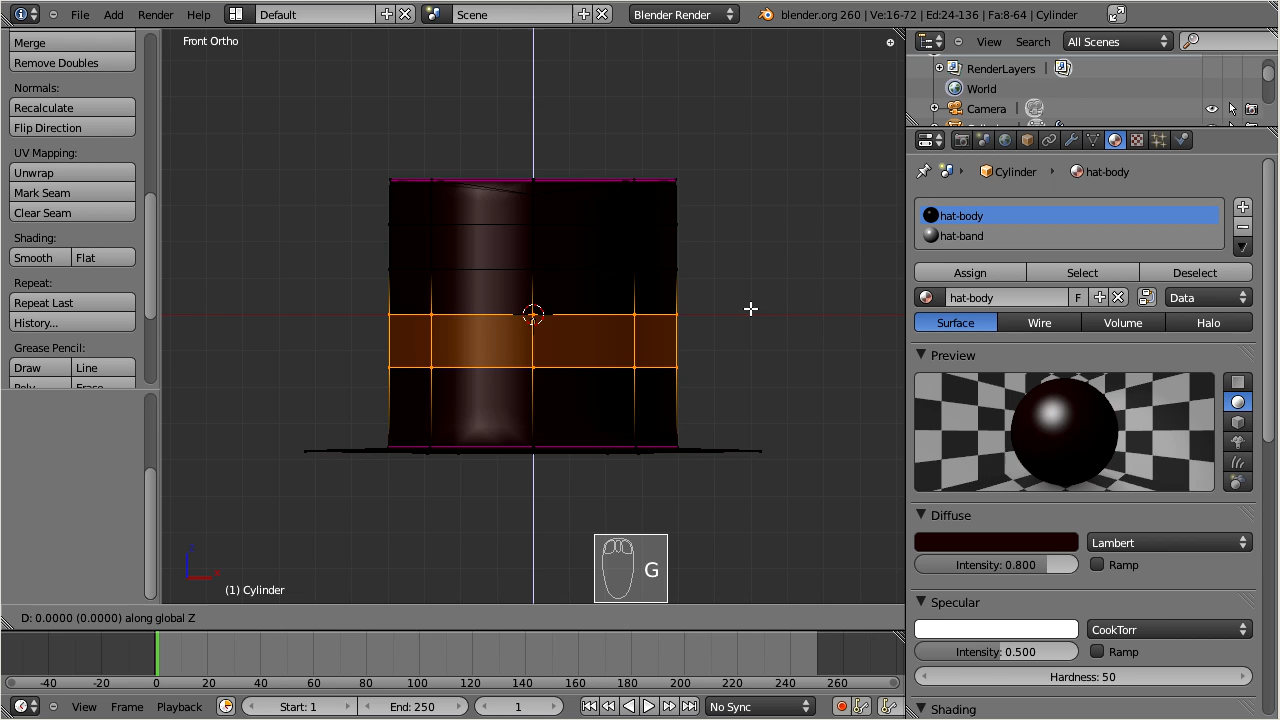 File Add Render Help Default Scene Blender Render blender.org 260 | Ve:16-72 | Ed:24-136 | Fa:8-64 | Cylinder
Merge
Remove Doubles
Normals:
Recalculate
Flip Direction
UV Mapping:
Unwrap
Mark Seam
Clear Seam
Shading:
Smooth Flat
Repeat:
Repeat Last
History...
Grease Pencil:
Draw Line
Front Ortho
(1) Cylinder
G
D: 0.0000 (0.0000) along global Z
View Search All Scenes
RenderLayers |
World
Camera |
Cylinder hat-body
hat-body
hat-band
Assign Select Deselect
hat-body F Data
Surface Wire Volume Halo
Preview
Diffuse
Lambert
Intensity: 0.800 Ramp
Specular
CookTorr
Intensity: 0.500 Ramp
Hardness: 50
Shading
-40 -20 0 20 40 60 80 100 120 140 160 180 200 220 240 260
View Frame Playback Start: 1 End: 250 1 No Sync